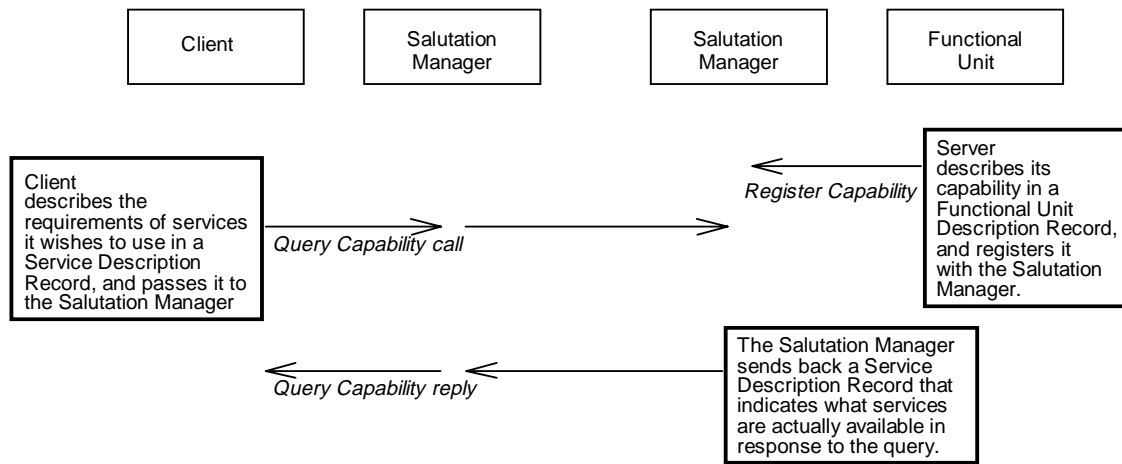 Client
Salutation
Manager
Salutation
Manager
Functional
Unit
Client
describes the
requirements of services
it wishes to use in a
Service Description
Record, and passes it to
the Salutation Manager
Query Capability call
Register Capability
Server
describes its
capability in a
Functional Unit
Description Record,
and registers it
with the Salutation
Manager.
Query Capability reply
The Salutation Manager
sends back a Service
Description Record that
indicates what services
are actually available in
response to the query.